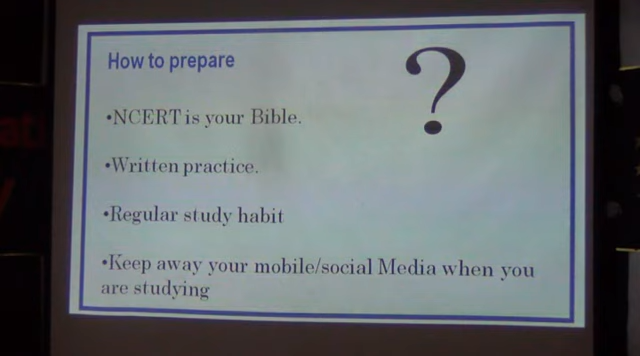 How to prepare
?
•NCERT is your Bible.
•Written practice.
•Regular study habit
•Keep away your mobile/social Media when you
are studying